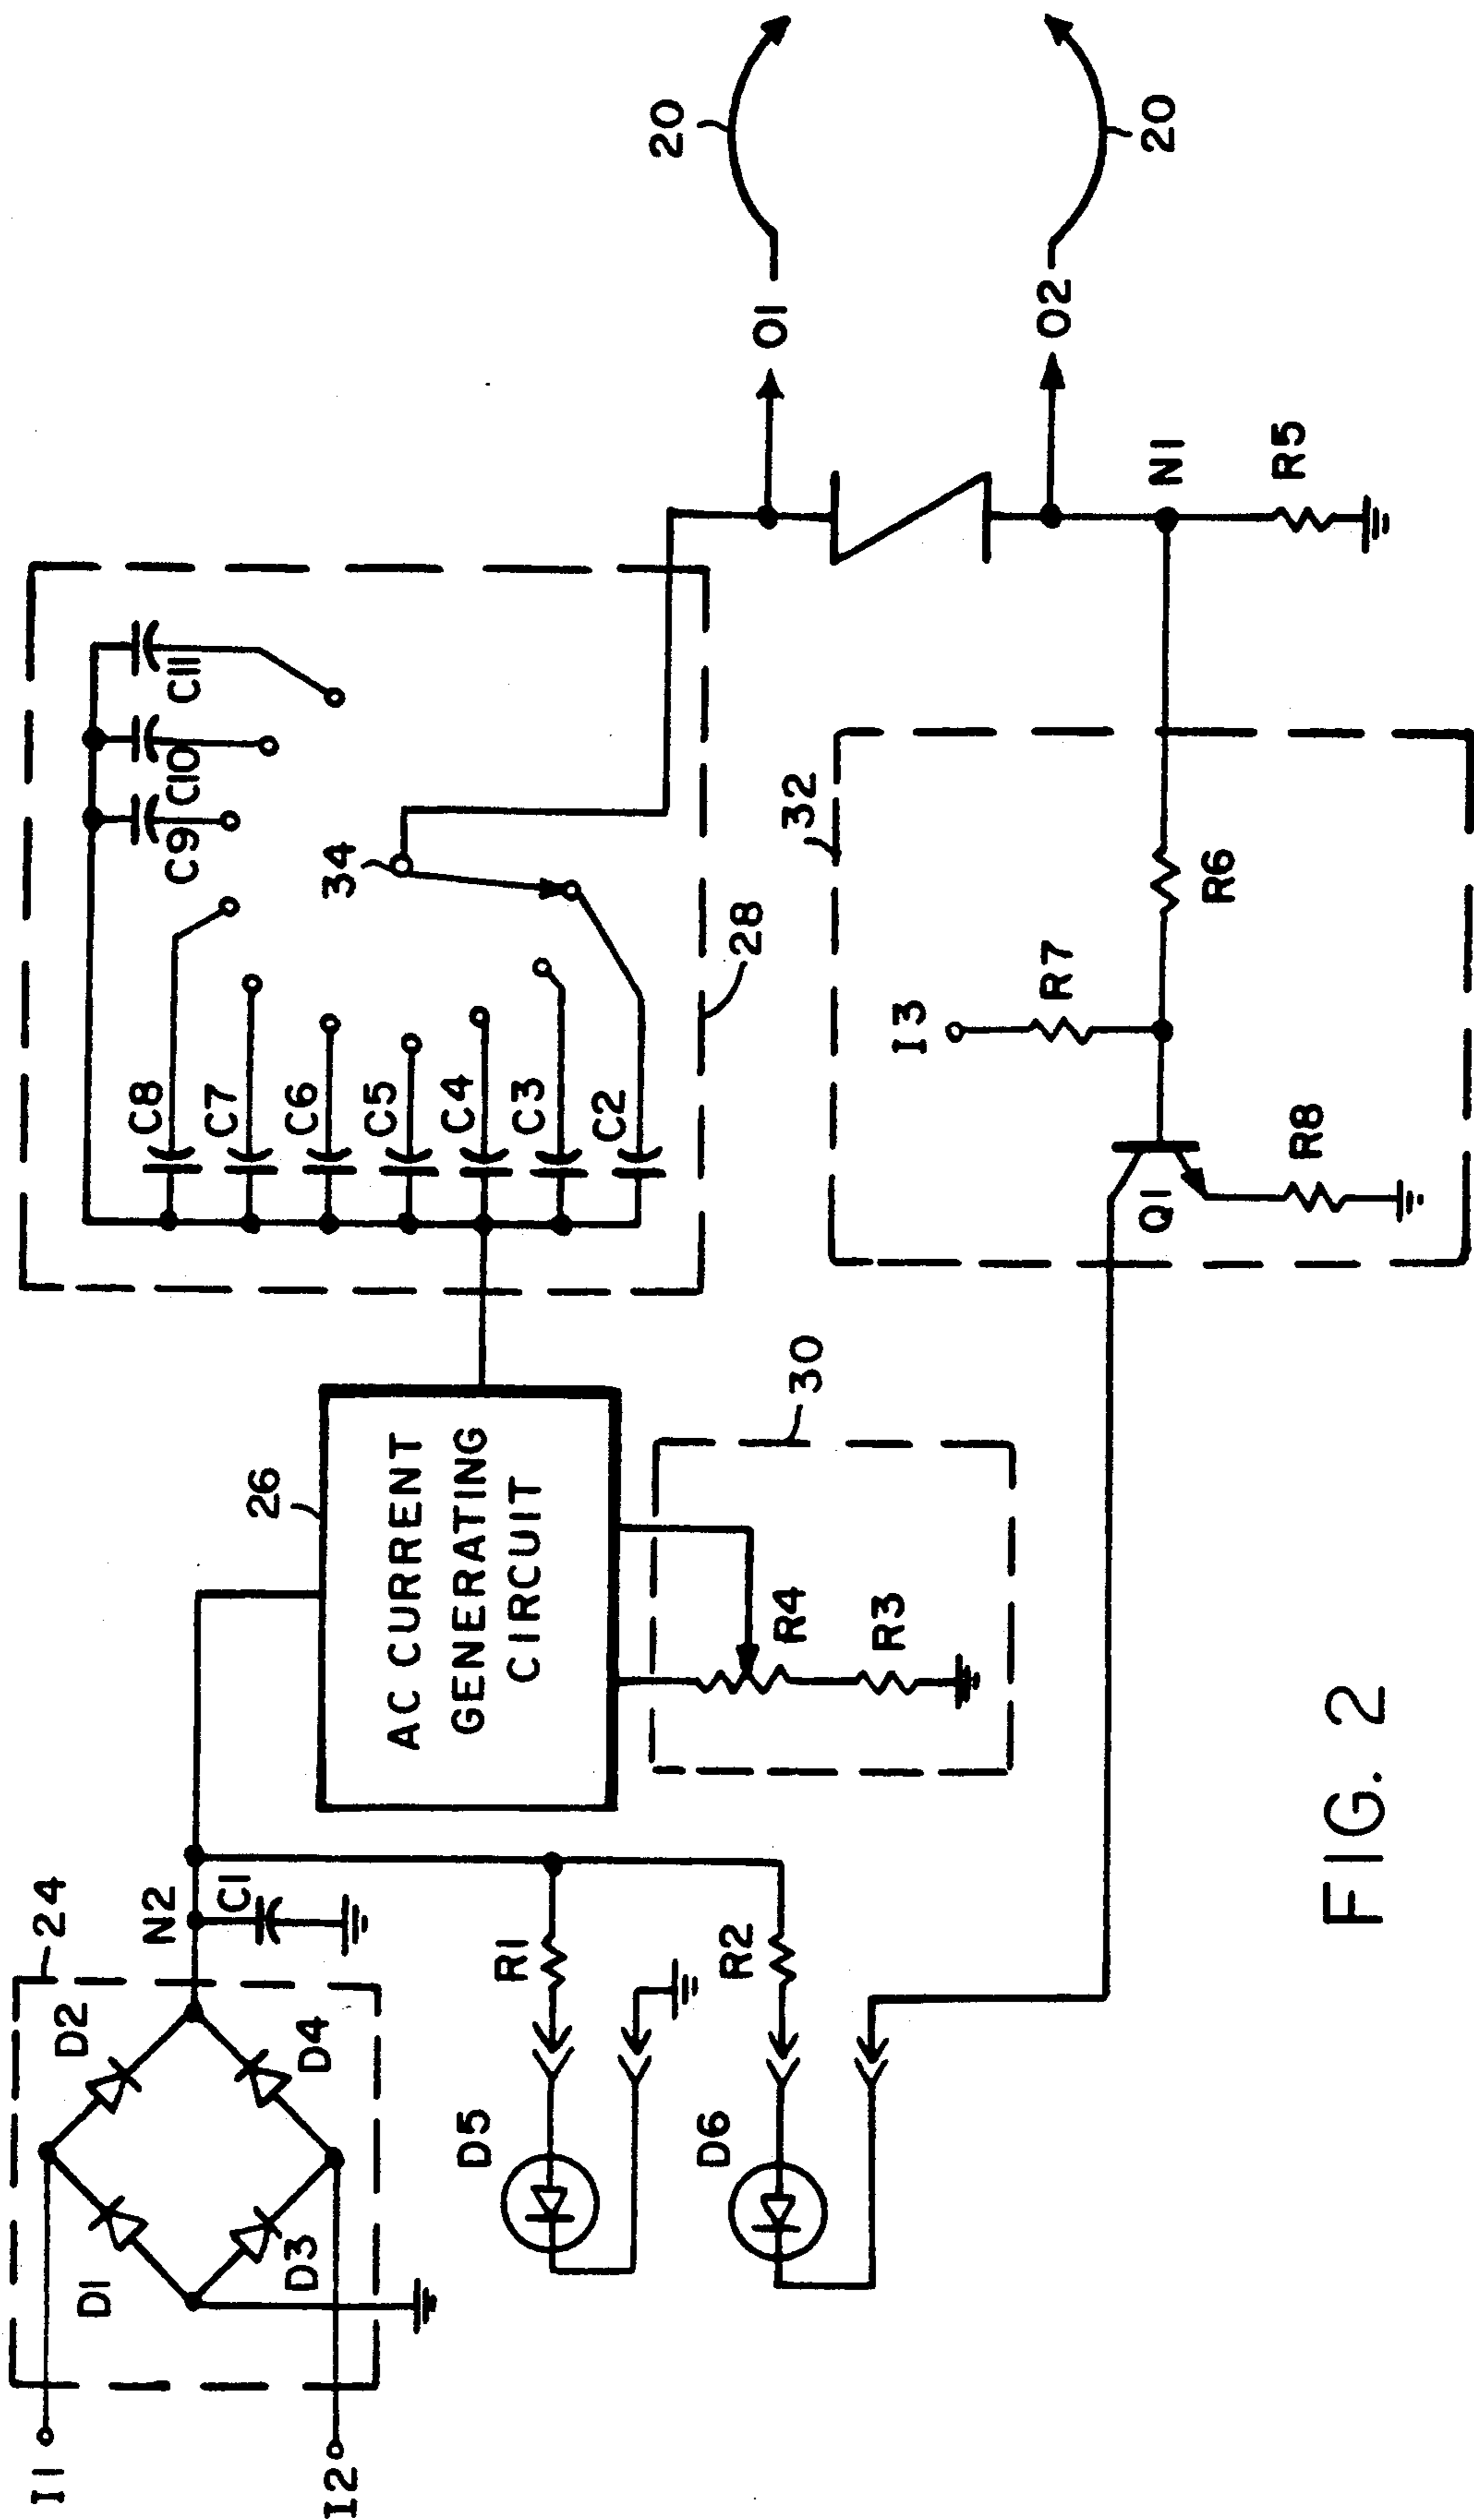 I1
I2
24
D1
D2
D3
D4
N2
C1
D5
R1
D6
R2
26
AC CURRENT
GENERATING
CIRCUIT
30
R4
R3
C8
C7
C6
C5
C4
C3
C2
C9
C10
C11
34
28
32
I3
R7
R6
Q1
R8
N1
R5
O1
O2
20
20
FIG. 2